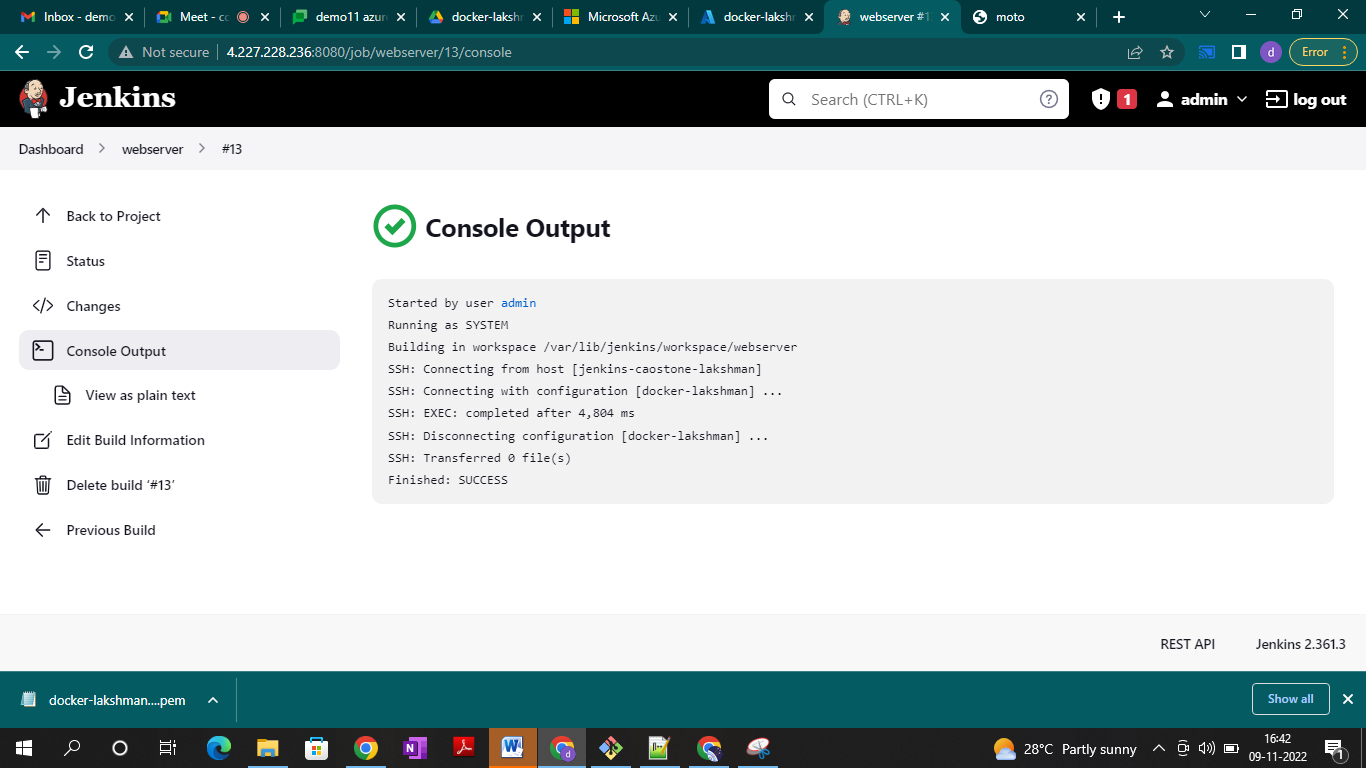 Inbox - demo
Meet - co
demo11 azure
docker-lakshm
Microsoft Azu
docker-lakshm
webserver #1
moto
Not secure
4.227.228.236:8080/job/webserver/13/console
d
Error
Jenkins
Search (CTRL+K)
1
admin
log out
Dashboard
webserver
#13
Back to Project
Status
Changes
Console Output
View as plain text
Edit Build Information
Delete build ‘#13’
Previous Build
Console Output
Started by user admin
Running as SYSTEM
Building in workspace /var/lib/jenkins/workspace/webserver
SSH: Connecting from host [jenkins-caostone-lakshman]
SSH: Connecting with configuration [docker-lakshman] ...
SSH: EXEC: completed after 4,804 ms
SSH: Disconnecting configuration [docker-lakshman] ...
SSH: Transferred 0 file(s)
Finished: SUCCESS
REST API
Jenkins 2.361.3
docker-lakshman....pem
Show all
28°C Partly sunny
16:42
09-11-2022
1